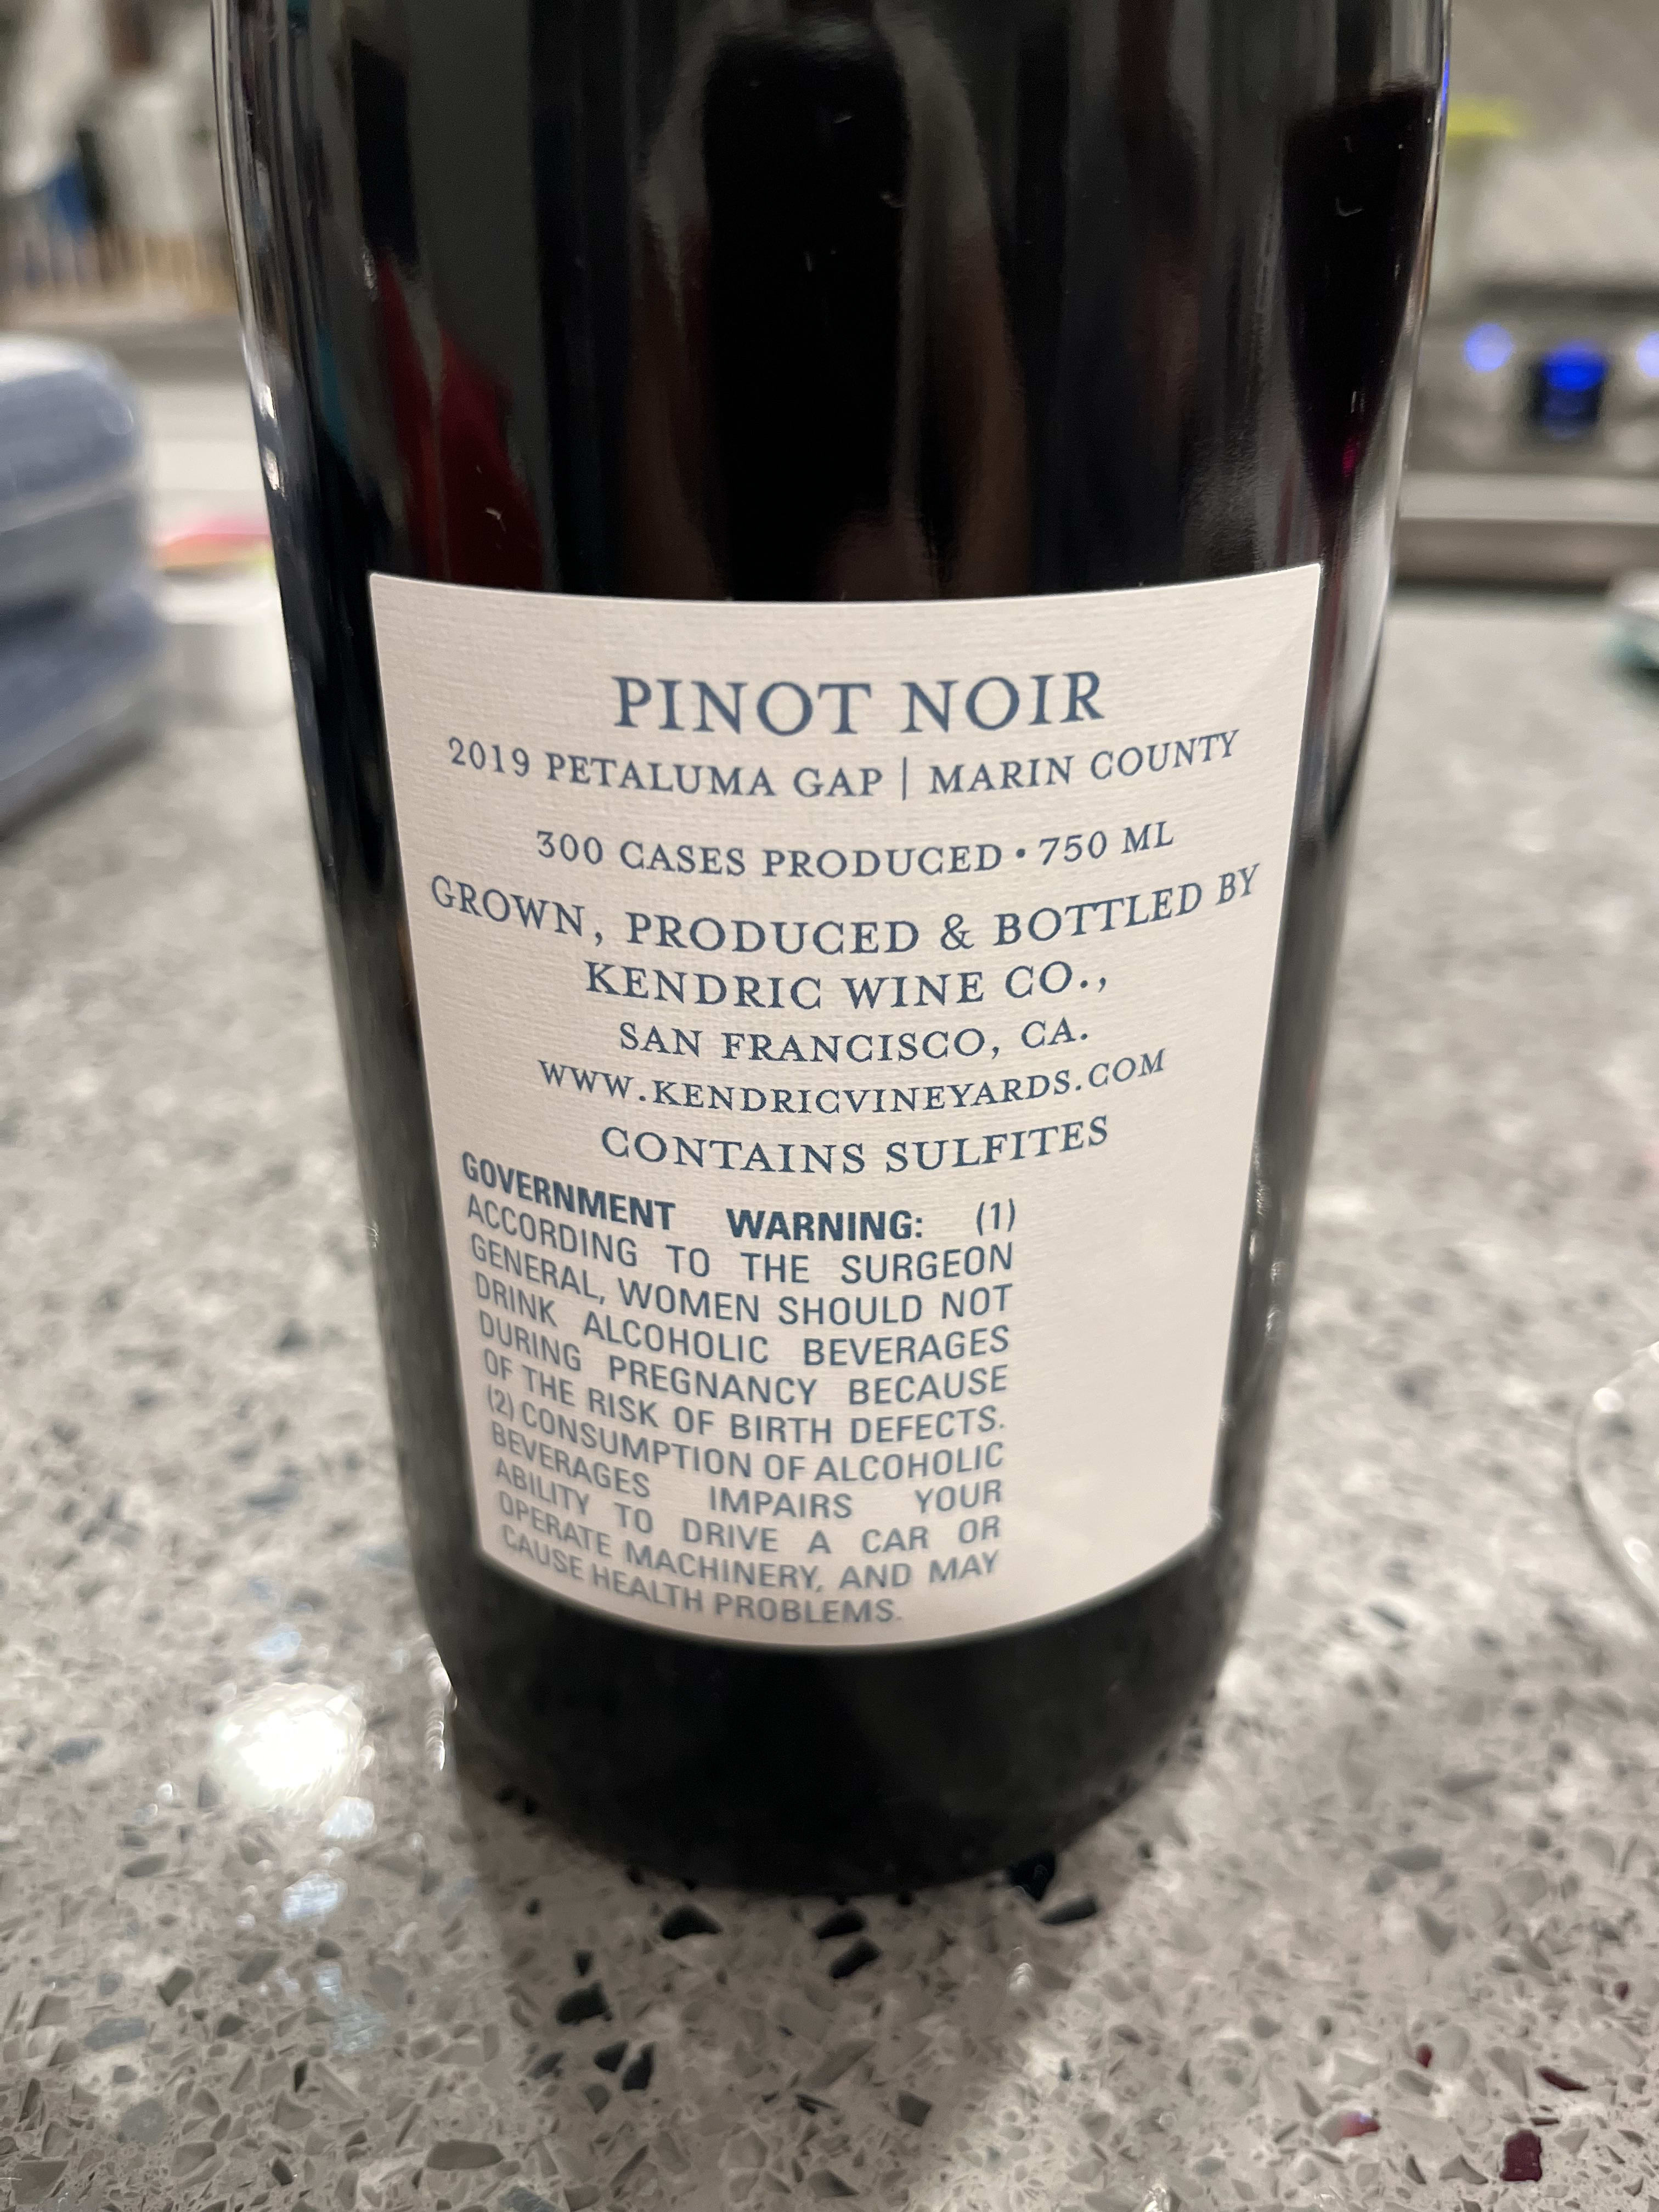 PINOT NOIR
2019 PETALUMA GAP | MARIN COUNTY
300 CASES PRODUCED • 750 ML
GROWN, PRODUCED & BOTTLED BY
KENDRIC WINE CO.,
SAN FRANCISCO, CA.
WWW.KENDRICVINEYARDS.COM
CONTAINS SULFITES
GOVERNMENT WARNING: (1)
ACCORDING TO THE SURGEON
GENERAL, WOMEN SHOULD NOT
DRINK ALCOHOLIC BEVERAGES
DURING PREGNANCY BECAUSE
OF THE RISK OF BIRTH DEFECTS.
(2) CONSUMPTION OF ALCOHOLIC
BEVERAGES IMPAIRS YOUR
ABILITY TO DRIVE A CAR OR
OPERATE MACHINERY, AND MAY
CAUSE HEALTH PROBLEMS.